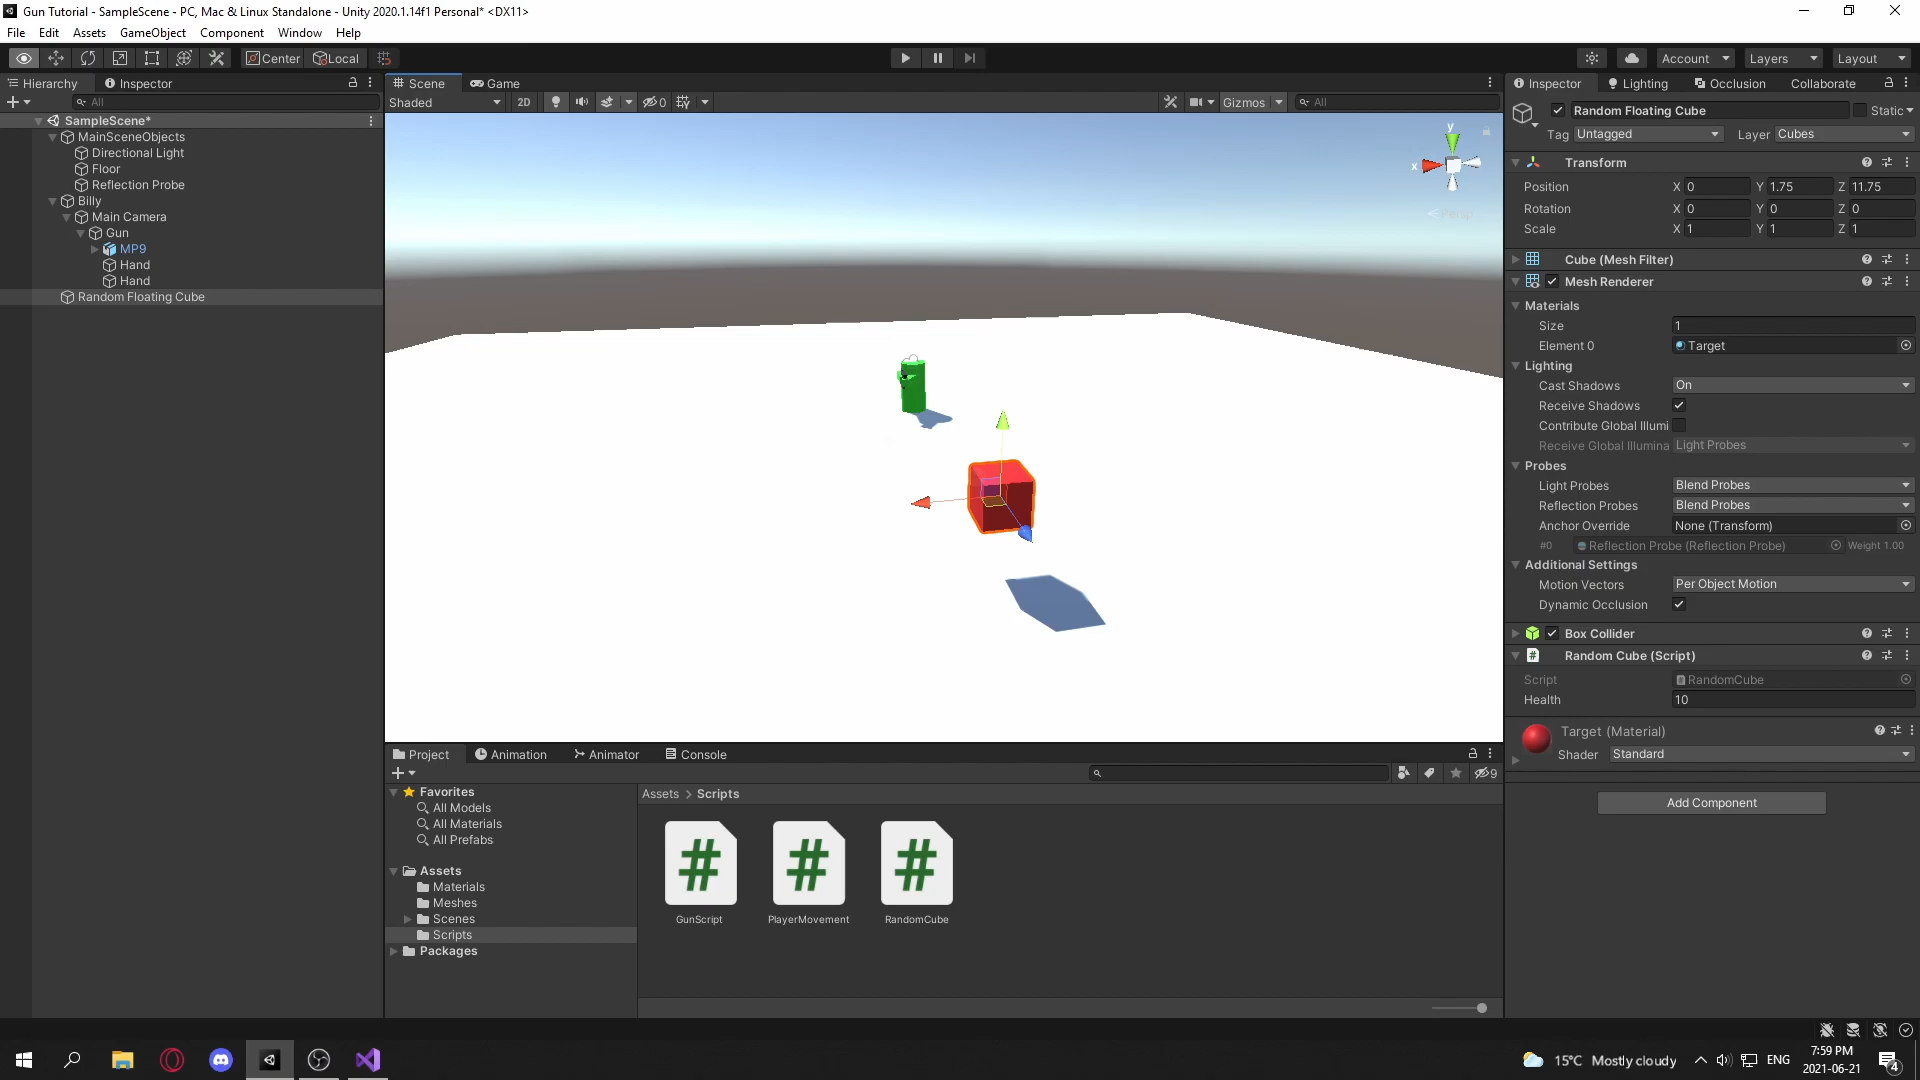 Gun Tutorial - SampleScene - PC, Mac & Linux Standalone - Unity 2020.1.14f1 Personal* <DX11>
File Edit Assets GameObject Component Window Help
Center Local Account Layers Layout
Hierarchy Inspector
All
SampleScene*
MainSceneObjects
Directional Light
Floor
Reflection Probe
Billy
Main Camera
Gun
MP9
Hand
Hand
Random Floating Cube
Scene Game
Shaded 2D 0 Gizmos All
y
x
Persp
Inspector Lighting Occlusion Collaborate
Random Floating Cube Static
Tag Untagged Layer Cubes
Transform
Position X 0 Y 1.75 Z 11.75
Rotation X 0 Y 0 Z 0
Scale X 1 Y 1 Z 1
Cube (Mesh Filter)
Mesh Renderer
Materials
Size 1
Element 0 Target
Lighting
Cast Shadows On
Receive Shadows
Contribute Global Illumi
Receive Global Illumina Light Probes
Probes
Light Probes Blend Probes
Reflection Probes Blend Probes
Anchor Override None (Transform)
#0 Reflection Probe (Reflection Probe) Weight 1.00
Additional Settings
Motion Vectors Per Object Motion
Dynamic Occlusion
Box Collider
Random Cube (Script)
Script RandomCube
Health 10
Target (Material)
Shader Standard
Add Component
Project Animation Animator Console
9
Favorites
All Models
All Materials
All Prefabs
Assets
Materials
Meshes
Scenes
Scripts
Packages
Assets > Scripts
GunScript PlayerMovement RandomCube
15°C Mostly cloudy ENG 7:59 PM
2021-06-21
4